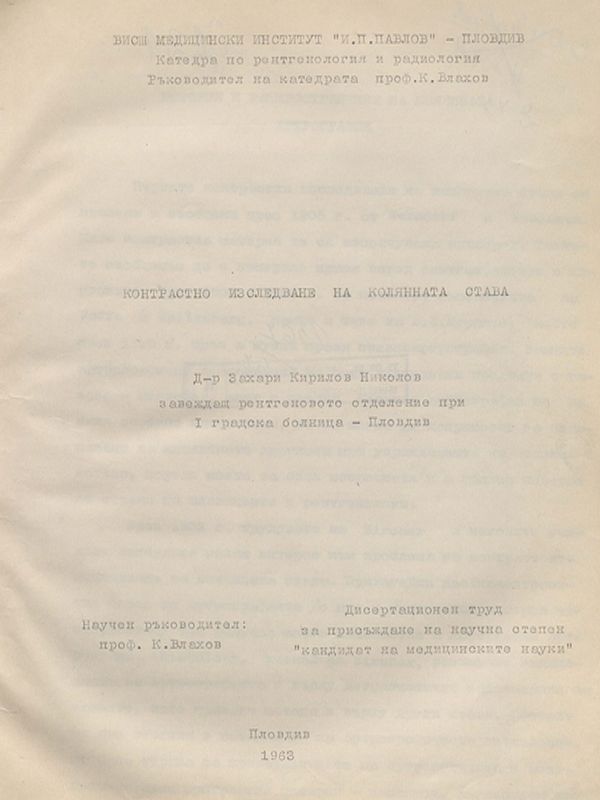 ВИСШ МЕДИЦИНСКИ ИНСТИТУТ "И.П.ПАВЛОВ" - ПЛОВДИВ
Катедра по рентгенология и радиология
Ръководител на катедрата проф.К.Влахов
КОНТРАСТНО ИЗСЛЕДВАНЕ НА КОЛЯННАТА СТАВА
Д-р Захари Кирилов Николов
завеждащ рентгеновото отделение при
I градска болница - Пловдив
Научен ръководител:
проф. К.Влахов
Дисертационен труд
за присъждане на научна степен
"кандидат на медицинските науки"
Пловдив
1963